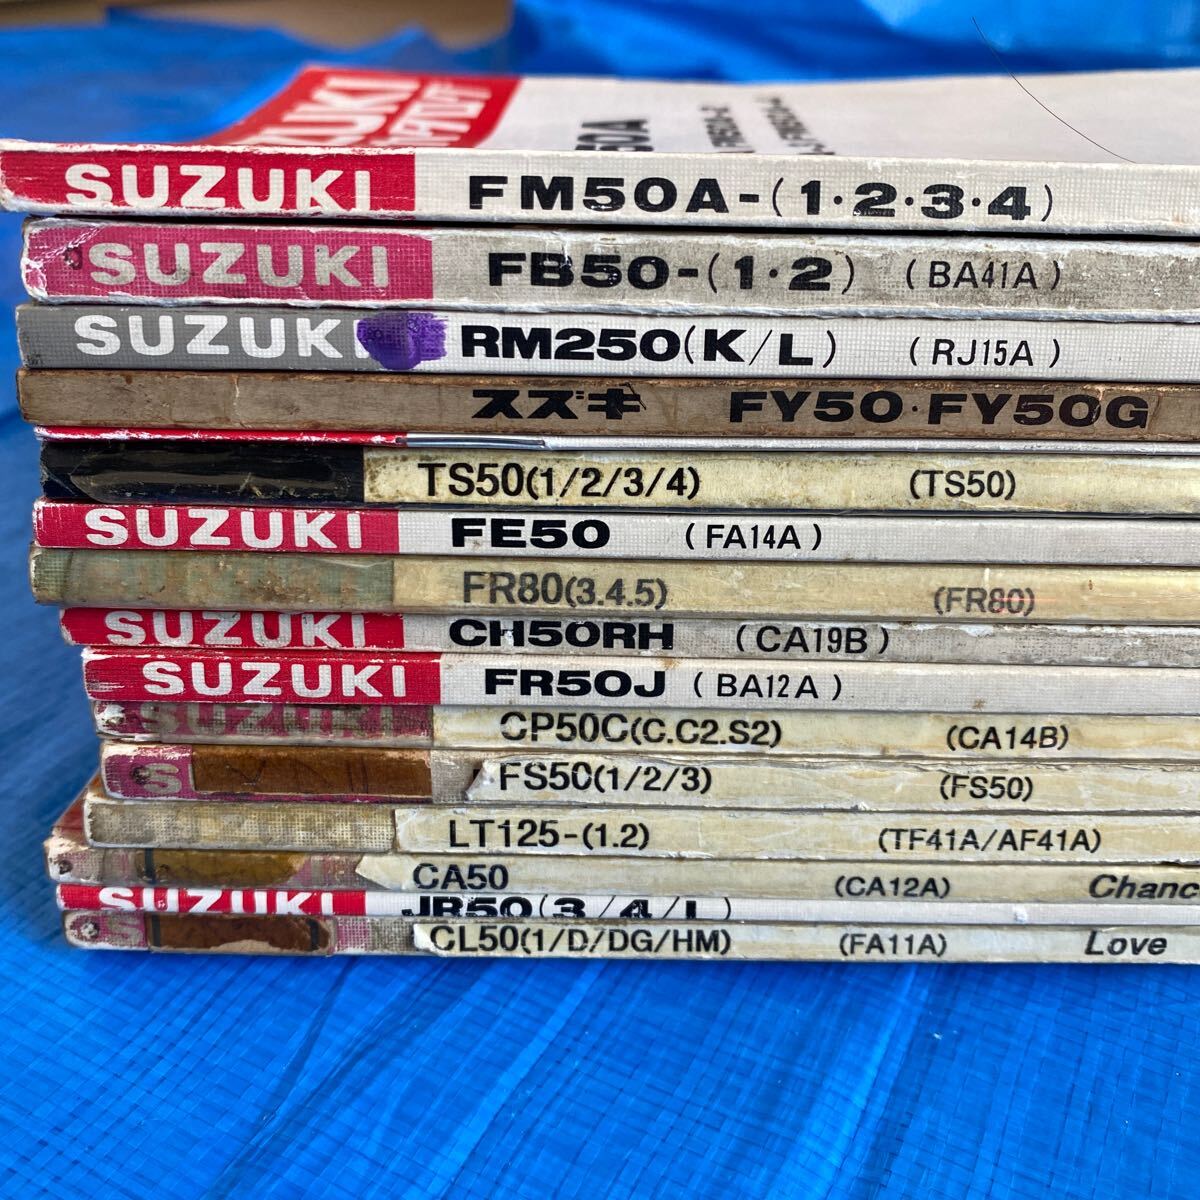 SUZUKI FM50A-(1・2・3・4)
SUZUKI FB50-(1・2) (BA41A)
SUZUKI RM250(K/L) (RJ15A)
スズキ FY50・FY50G
TS50(1/2/3/4) (TS50)
SUZUKI FE50 (FA14A)
FR80(3.4.5) (FR80)
SUZUKI CH50RH (CA19B)
SUZUKI FR50J (BA12A)
SUZUKI CP50C(C.C2.S2) (CA14B)
S FS50(1/2/3) (FS50)
LT125-(1.2) (TF41A/AF41A)
CA50 (CA12A) Chanc
SUZUKI JR50(3/4/L)
S CL50(1/D/DG/HM) (FA11A) Love